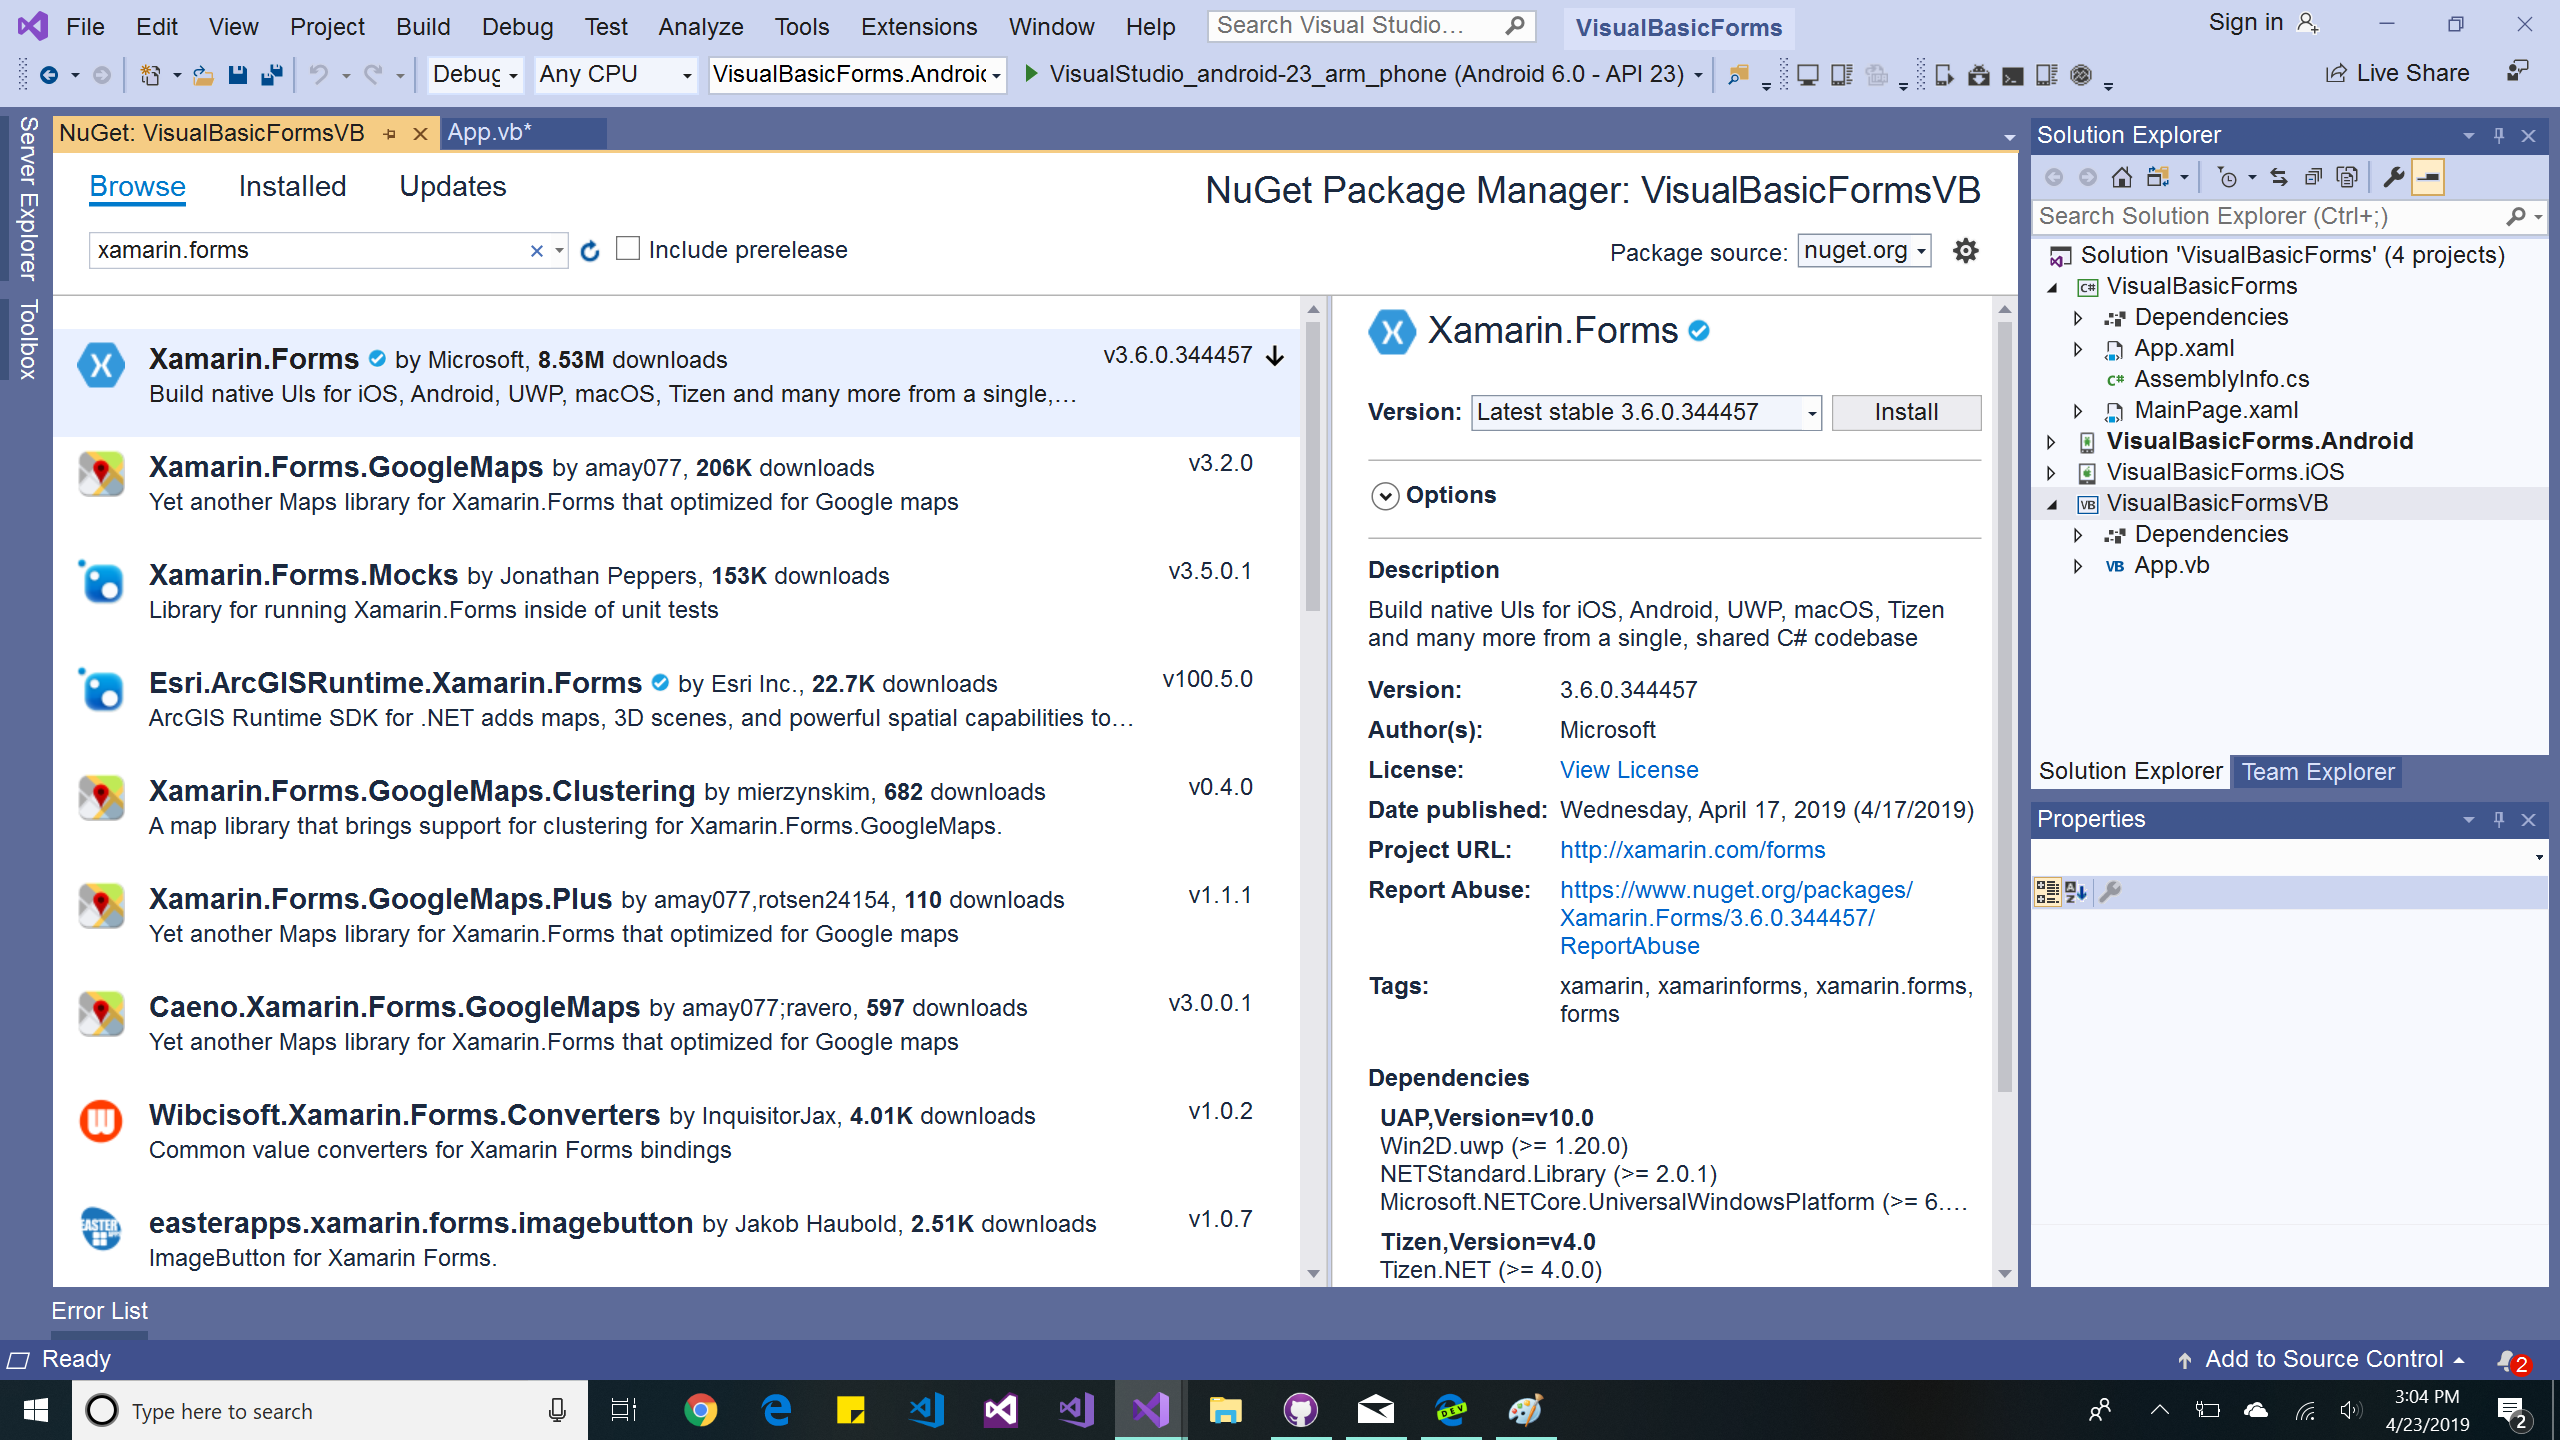 File Edit View Project Build Debug Test Analyze Tools Extensions Window Help Search Visual Studio... VisualBasicForms Sign in
Debug Any CPU VisualBasicForms.Android VisualStudio_android-23_arm_phone (Android 6.0 - API 23) Live Share
Server Explorer
Toolbox
NuGet: VisualBasicFormsVB App.vb*
Browse Installed Updates NuGet Package Manager: VisualBasicFormsVB
xamarin.forms Include prerelease Package source: nuget.org
Xamarin.Forms by Microsoft, 8.53M downloads v3.6.0.344457
Build native UIs for iOS, Android, UWP, macOS, Tizen and many more from a single,...
Xamarin.Forms.GoogleMaps by amay077, 206K downloads v3.2.0
Yet another Maps library for Xamarin.Forms that optimized for Google maps
Xamarin.Forms.Mocks by Jonathan Peppers, 153K downloads v3.5.0.1
Library for running Xamarin.Forms inside of unit tests
Esri.ArcGISRuntime.Xamarin.Forms by Esri Inc., 22.7K downloads v100.5.0
ArcGIS Runtime SDK for .NET adds maps, 3D scenes, and powerful spatial capabilities to...
Xamarin.Forms.GoogleMaps.Clustering by mierzynskim, 682 downloads v0.4.0
A map library that brings support for clustering for Xamarin.Forms.GoogleMaps.
Xamarin.Forms.GoogleMaps.Plus by amay077,rotsen24154, 110 downloads v1.1.1
Yet another Maps library for Xamarin.Forms that optimized for Google maps
Caeno.Xamarin.Forms.GoogleMaps by amay077;ravero, 597 downloads v3.0.0.1
Yet another Maps library for Xamarin.Forms that optimized for Google maps
Wibcisoft.Xamarin.Forms.Converters by InquisitorJax, 4.01K downloads v1.0.2
Common value converters for Xamarin Forms bindings
EASTER
easterapps.xamarin.forms.imagebutton by Jakob Haubold, 2.51K downloads v1.0.7
ImageButton for Xamarin Forms.
Xamarin.Forms
Version: Latest stable 3.6.0.344457 Install
Options
Description
Build native UIs for iOS, Android, UWP, macOS, Tizen
and many more from a single, shared C# codebase
Version: 3.6.0.344457
Author(s): Microsoft
License: View License
Date published: Wednesday, April 17, 2019 (4/17/2019)
Project URL: http://xamarin.com/forms
Report Abuse: https://www.nuget.org/packages/
Xamarin.Forms/3.6.0.344457/
ReportAbuse
Tags: xamarin, xamarinforms, xamarin.forms,
forms
Dependencies
UAP,Version=v10.0
Win2D.uwp (>= 1.20.0)
NETStandard.Library (>= 2.0.1)
Microsoft.NETCore.UniversalWindowsPlatform (>= 6....
Tizen,Version=v4.0
Tizen.NET (>= 4.0.0)
Solution Explorer
Search Solution Explorer (Ctrl+;)
Solution 'VisualBasicForms' (4 projects)
C# VisualBasicForms
Dependencies
App.xaml
C# AssemblyInfo.cs
MainPage.xaml
VisualBasicForms.Android
VisualBasicForms.iOS
VB VisualBasicFormsVB
Dependencies
VB App.vb
Solution Explorer Team Explorer
Properties
Error List
Ready Add to Source Control 2
Type here to search DEV 3:04 PM
4/23/2019 2